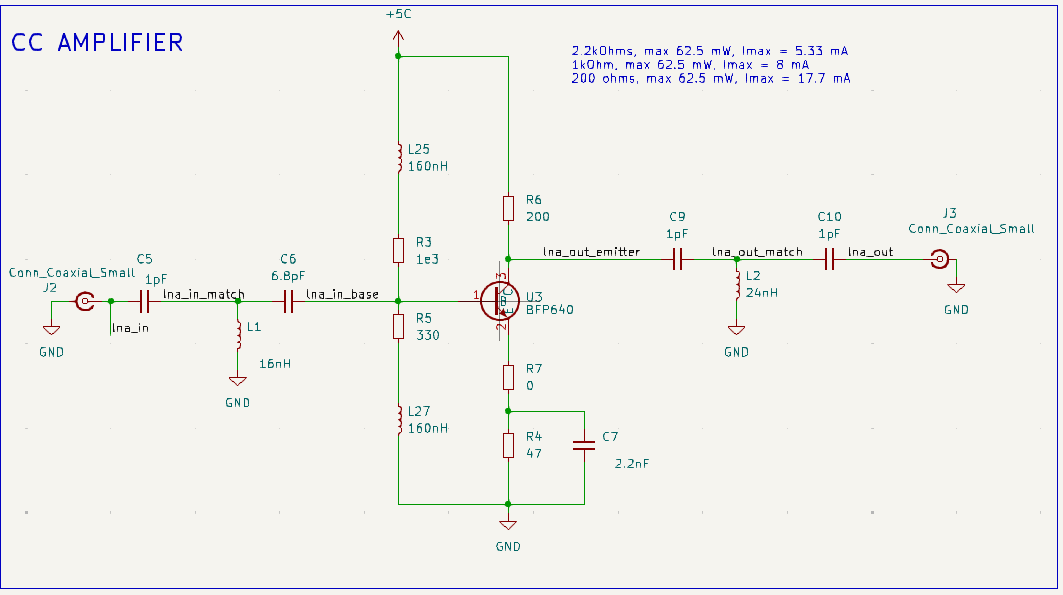 +5C
CC AMPLIFIER
2.2kOhms, max 62.5 mW, Imax = 5.33 mA
1kOhm, max 62.5 mW, Imax = 8 mA
200 ohms, max 62.5 mW, Imax = 17.7 mA
L25
160nH
R6
200
C9
1pF
C10
1pF
J3
Conn_Coaxial_Small
R3
1e3
lna_out_emitter
lna_out_match
lna_out
C5
1pF
C6
6.8pF
Conn_Coaxial_Small
J2
lna_in_match
lna_in_base
1
3
B
C
E
2
U3
BFP640
L2
24nH
GND
lna_in
L1
16nH
R5
330
GND
GND
GND
R7
0
L27
160nH
R4
47
C7
2.2nF
GND